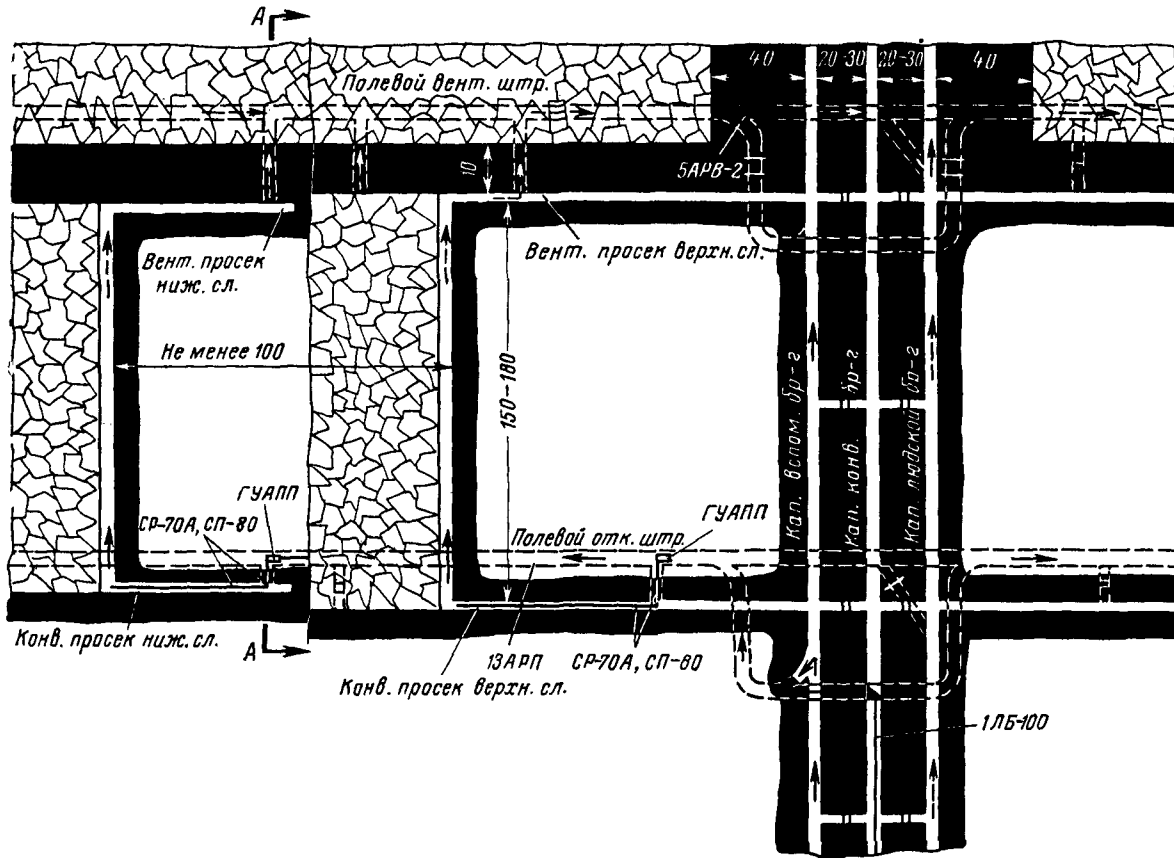 А
40
20-30
20-30
40
Полевой вент. штр.
5АРВ-2
10
Вент. просек
ниж. сл.
Вент. просек верхн. сл.
Не менее 100
150-180
Кап. вспом. бр-г
Кап. конв. бр-г
Кап. людской бр-г
ГУАПП
СР-70А, СП-80
Полевой отк. штр.
ГУАПП
Конв. просек ниж. сл.
А
13АРП
СР-70А, СП-80
Конв. просек верхн. сл.
1ЛБ-100